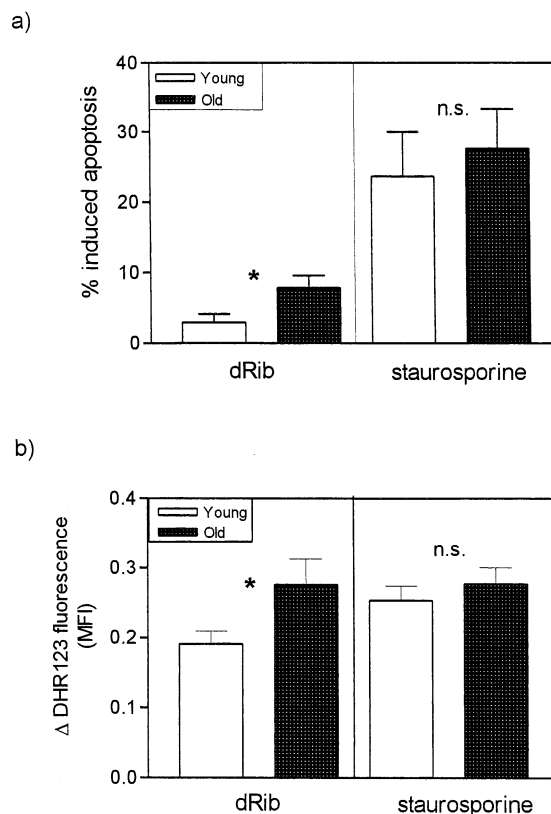 a)
40
30
20
10
0
% induced apoptosis
Young
Old
*
n.s.
dRib
staurosporine
b)
0.4
0.3
0.2
0.1
0.0
Δ DHR123 fluorescence
(MFI)
Young
Old
*
n.s.
dRib
staurosporine